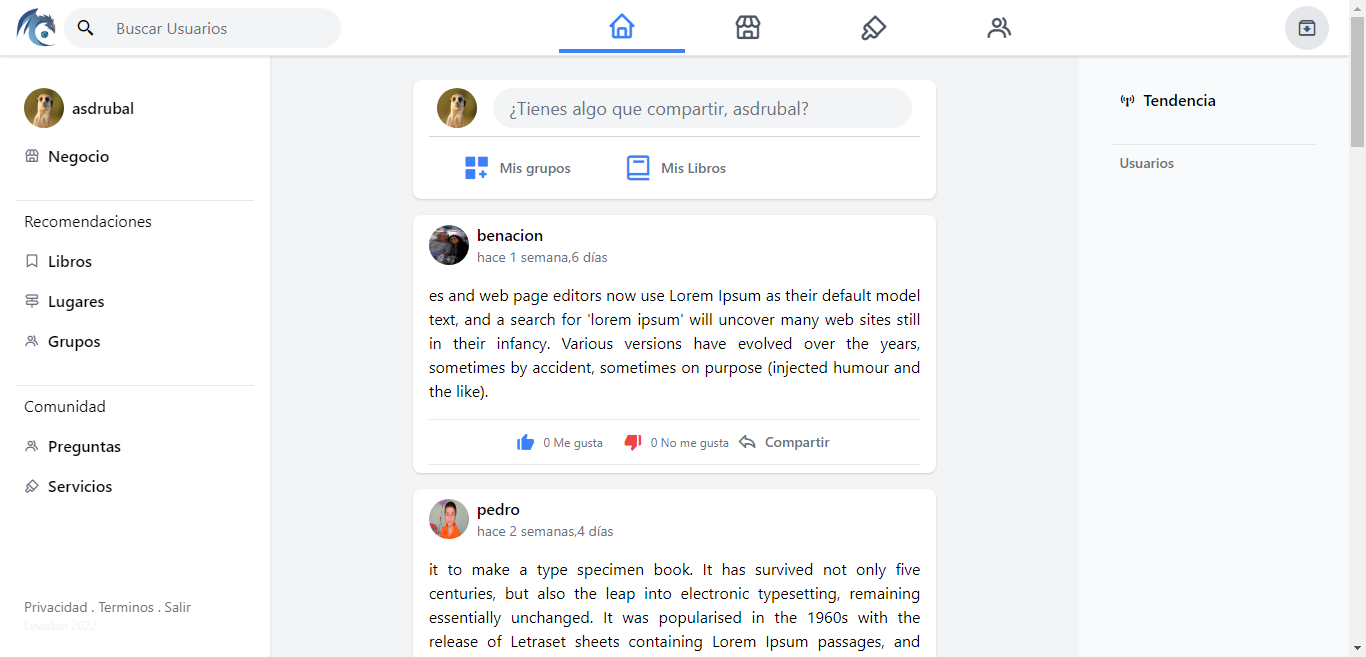 Buscar Usuarios
asdrubal
Negocio
Recomendaciones
Libros
Lugares
Grupos
Comunidad
Preguntas
Servicios
Privacidad . Terminos . Salir
Leviatan 2022
¿Tienes algo que compartir, asdrubal?
Mis grupos
Mis Libros
benacion
hace 1 semana,6 días
es and web page editors now use Lorem Ipsum as their default model
text, and a search for 'lorem ipsum' will uncover many web sites still
in their infancy. Various versions have evolved over the years,
sometimes by accident, sometimes on purpose (injected humour and
the like).
0 Me gusta
0 No me gusta
Compartir
pedro
hace 2 semanas,4 días
it to make a type specimen book. It has survived not only five
centuries, but also the leap into electronic typesetting, remaining
essentially unchanged. It was popularised in the 1960s with the
release of Letraset sheets containing Lorem Ipsum passages, and
Tendencia
Usuarios